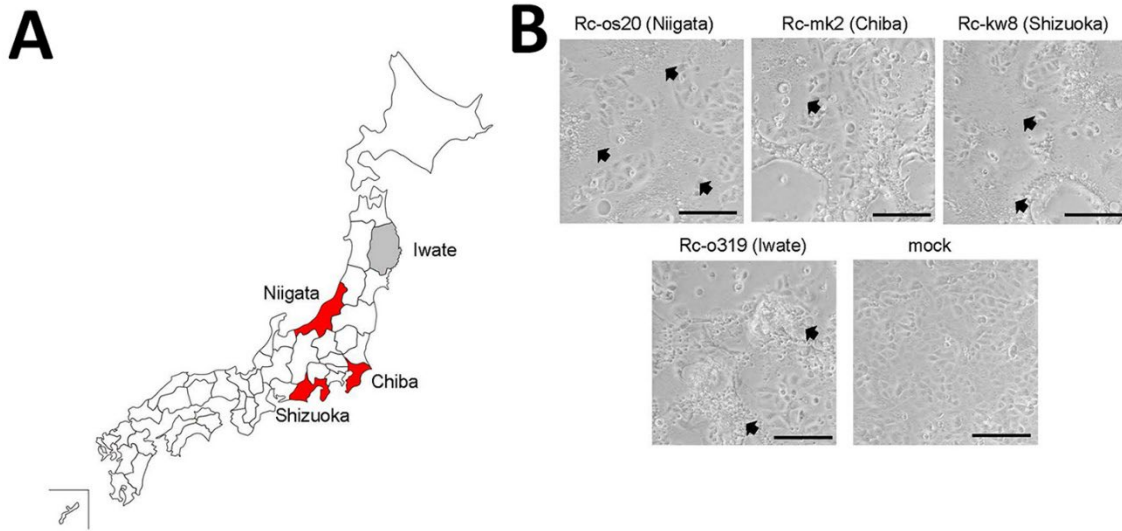 A
Iwate
Niigata
Chiba
Shizuoka
B
Rc-os20 (Niigata)
Rc-mk2 (Chiba)
Rc-kw8 (Shizuoka)
Rc-o319 (Iwate)
mock